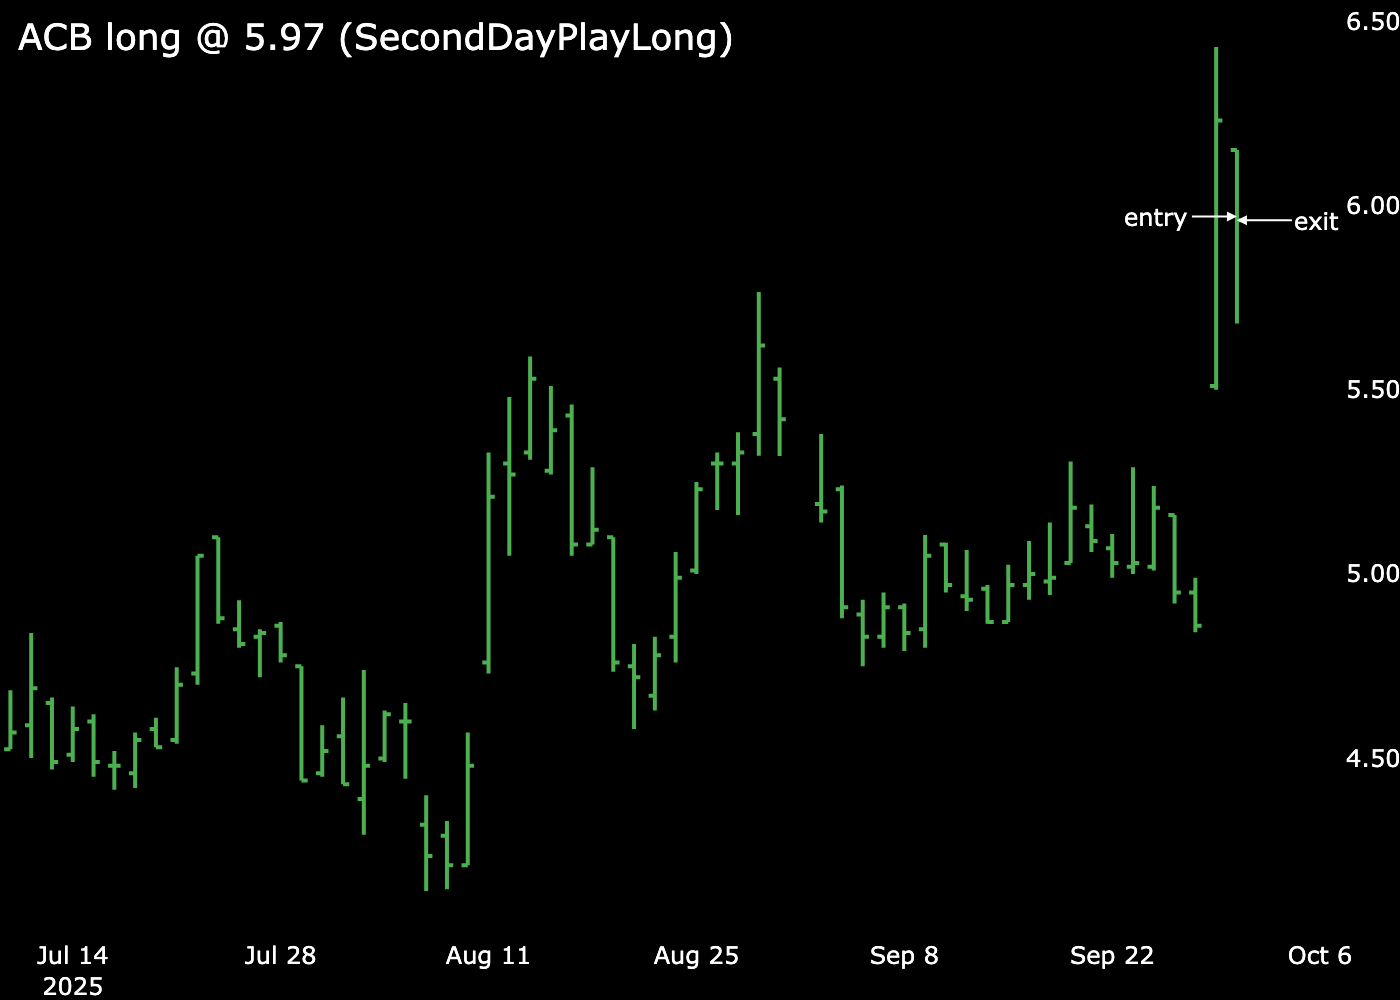 ACB long @ 5.97 (SecondDayPlayLong)
6.50
6.00
entry
exit
5.50
5.00
4.50
Jul 14
2025
Jul 28
Aug 11
Aug 25
Sep 8
Sep 22
Oct 6